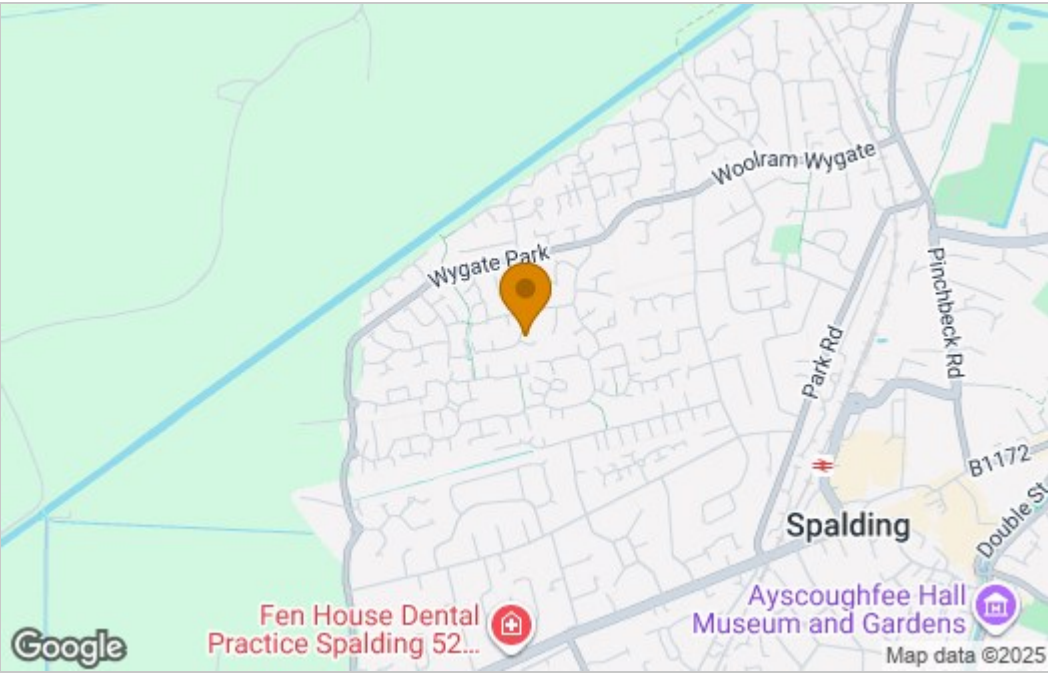 Woolram Wygate
Wygate Park
Pinchbeck Rd
Park Rd
B1172
Double St
Spalding
Ayscoughfee Hall
Museum and Gardens
Fen House Dental
Practice Spalding 52...
Google
Map data ©2025